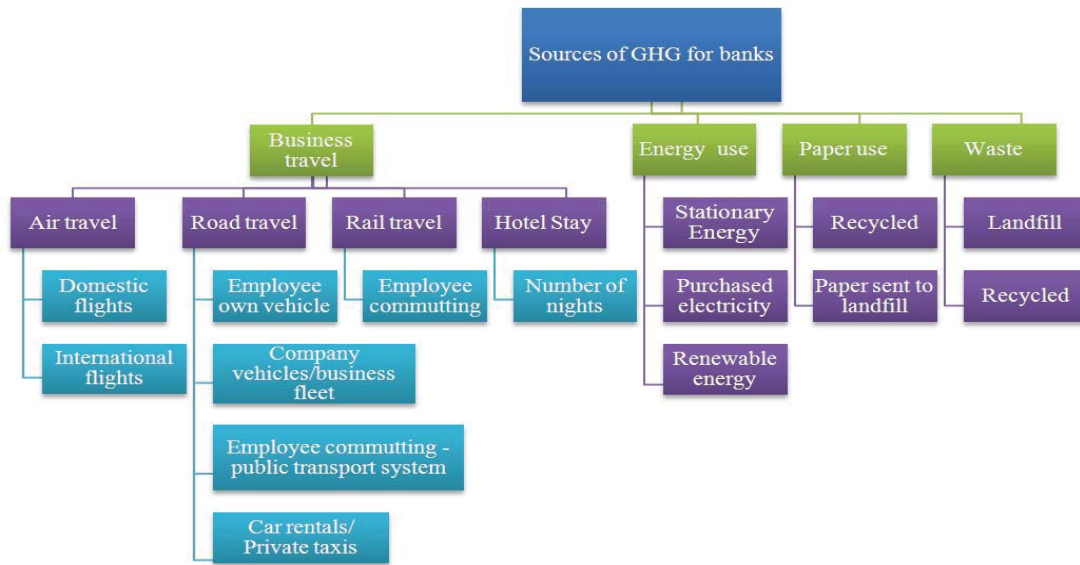 Sources of GHG for banks
Business
travel
Energy use
Paper use
Waste
Air travel
Road travel
Rail travel
Hotel Stay
Stationary
Energy
Recycled
Landfill
Domestic
flights
Employee
own vehicle
Employee
commutting
Number of
nights
Purchased
electricity
Paper sent to
landfill
Recycled
International
flights
Company
vehicles/business
fleet
Renewable
energy
Employee commutting -
public transport system
Car rentals/
Private taxis